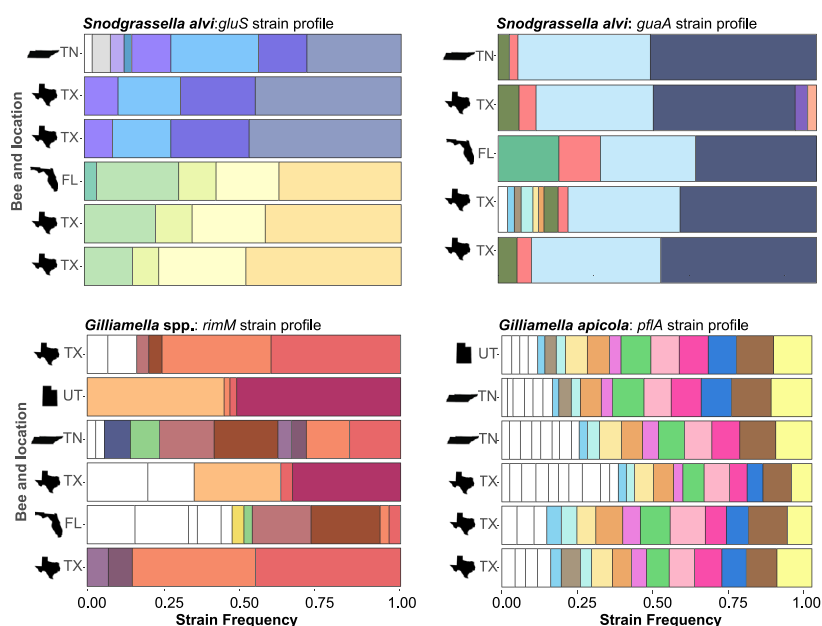 Snodgrassella alvi:gluS strain profile
TN
TX
TX
FL
TX
TX
Bee and location
Snodgrassella alvi: guaA strain profile
TN
TX
FL
TX
TX
Gilliamella spp.: rimM strain profile
TX
UT
TN
TX
FL
TX
Bee and location
0.00 0.25 0.50 0.75 1.00
Strain Frequency
Gilliamella apicola: pflA strain profile
UT
TN
TN
TX
TX
TX
0.00 0.25 0.50 0.75 1.00
Strain Frequency